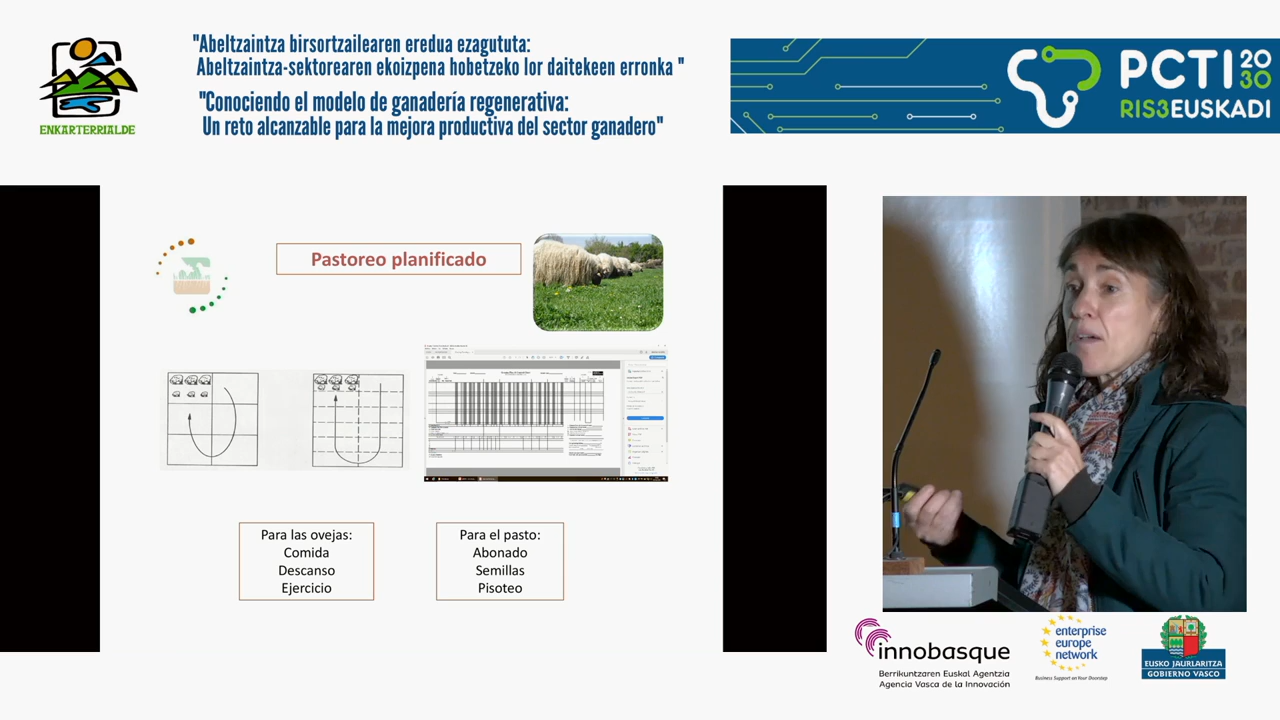 "Abeltzaintza birsortzailearen eredua ezagututa:
Abeltzaintza-sektorearen ekoizpena hobetzeko lor daitekeen erronka "
"Conociendo el modelo de ganadería regenerativa:
Un reto alcanzable para la mejora productiva del sector ganadero"
ENKARTERRIALDE
PCTI 2030
RIS3EUSKADI
Pastoreo planificado
Para las ovejas:
Comida
Descanso
Ejercicio
Para el pasto:
Abonado
Semillas
Pisoteo
innobasque
Berrikuntzaren Euskal Agentzia
Agencia Vasca de la Innovación
enterprise
europe
network
Business Support on Your Doorstep
EUSKO JAURLARITZA
GOBIERNO VASCO